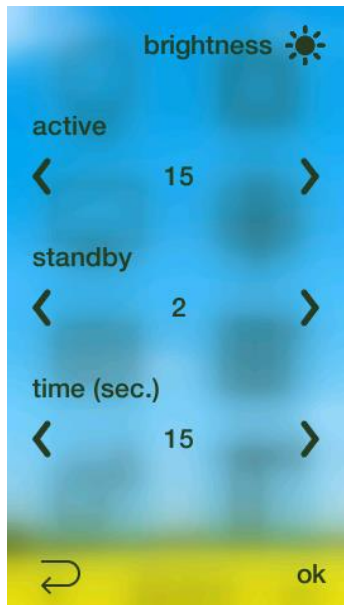 brightness
active
15
standby
2
time (sec.)
15
ok